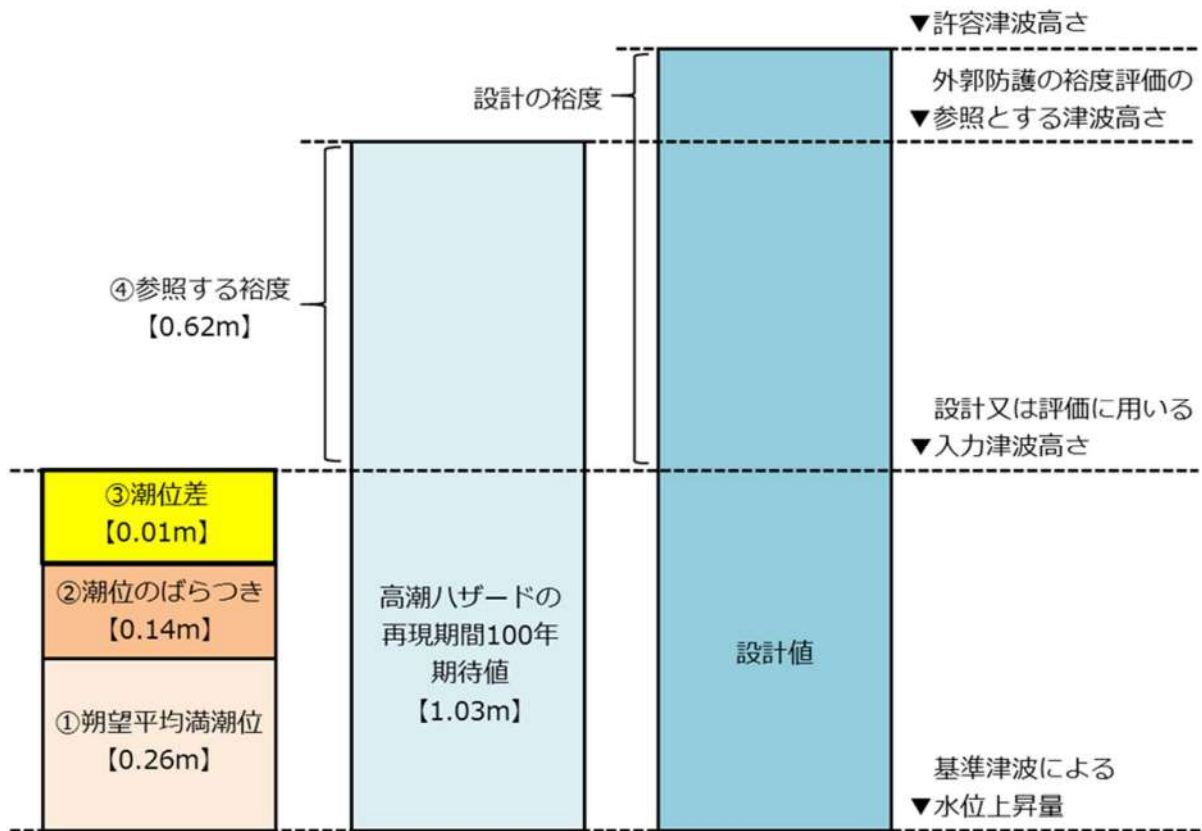 ▼許容津波高さ
外郭防護の裕度評価の
▼参照とする津波高さ
設計の裕度
④参照する裕度
【0.62m】
設計又は評価に用いる
▼入力津波高さ
③潮位差
【0.01m】
②潮位のばらつき
【0.14m】
①朔望平均満潮位
【0.26m】
高潮ハザードの
再現期間100年
期待値
【1.03m】
設計値
基準津波による
▼水位上昇量